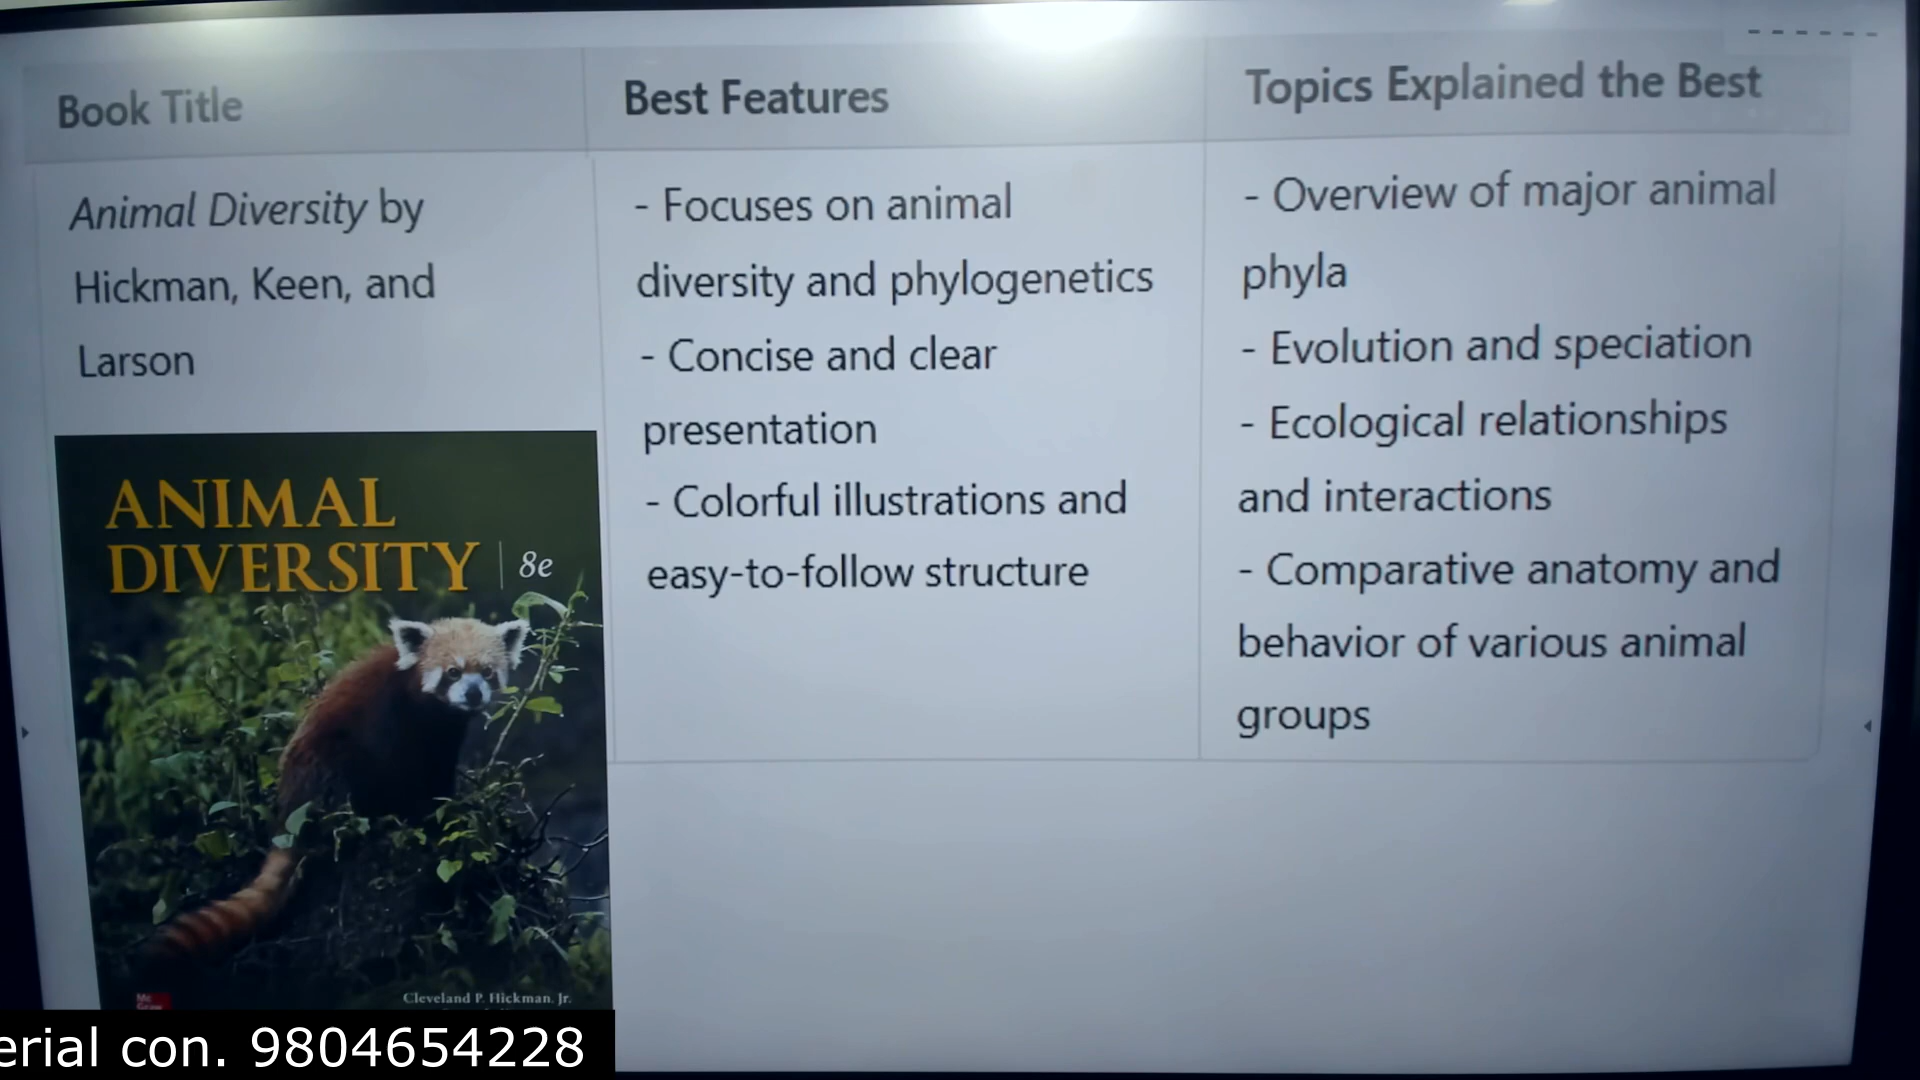 Book Title
Best Features
Topics Explained the Best
Animal Diversity by
Hickman, Keen, and
Larson
- Focuses on animal
diversity and phylogenetics
- Concise and clear
presentation
- Colorful illustrations and
easy-to-follow structure
- Overview of major animal
phyla
- Evolution and speciation
- Ecological relationships
and interactions
- Comparative anatomy and
behavior of various animal
groups
ANIMAL
DIVERSITY 8e
Mc
Graw
Cleveland P. Hickman, Jr.
erial con. 9804654228